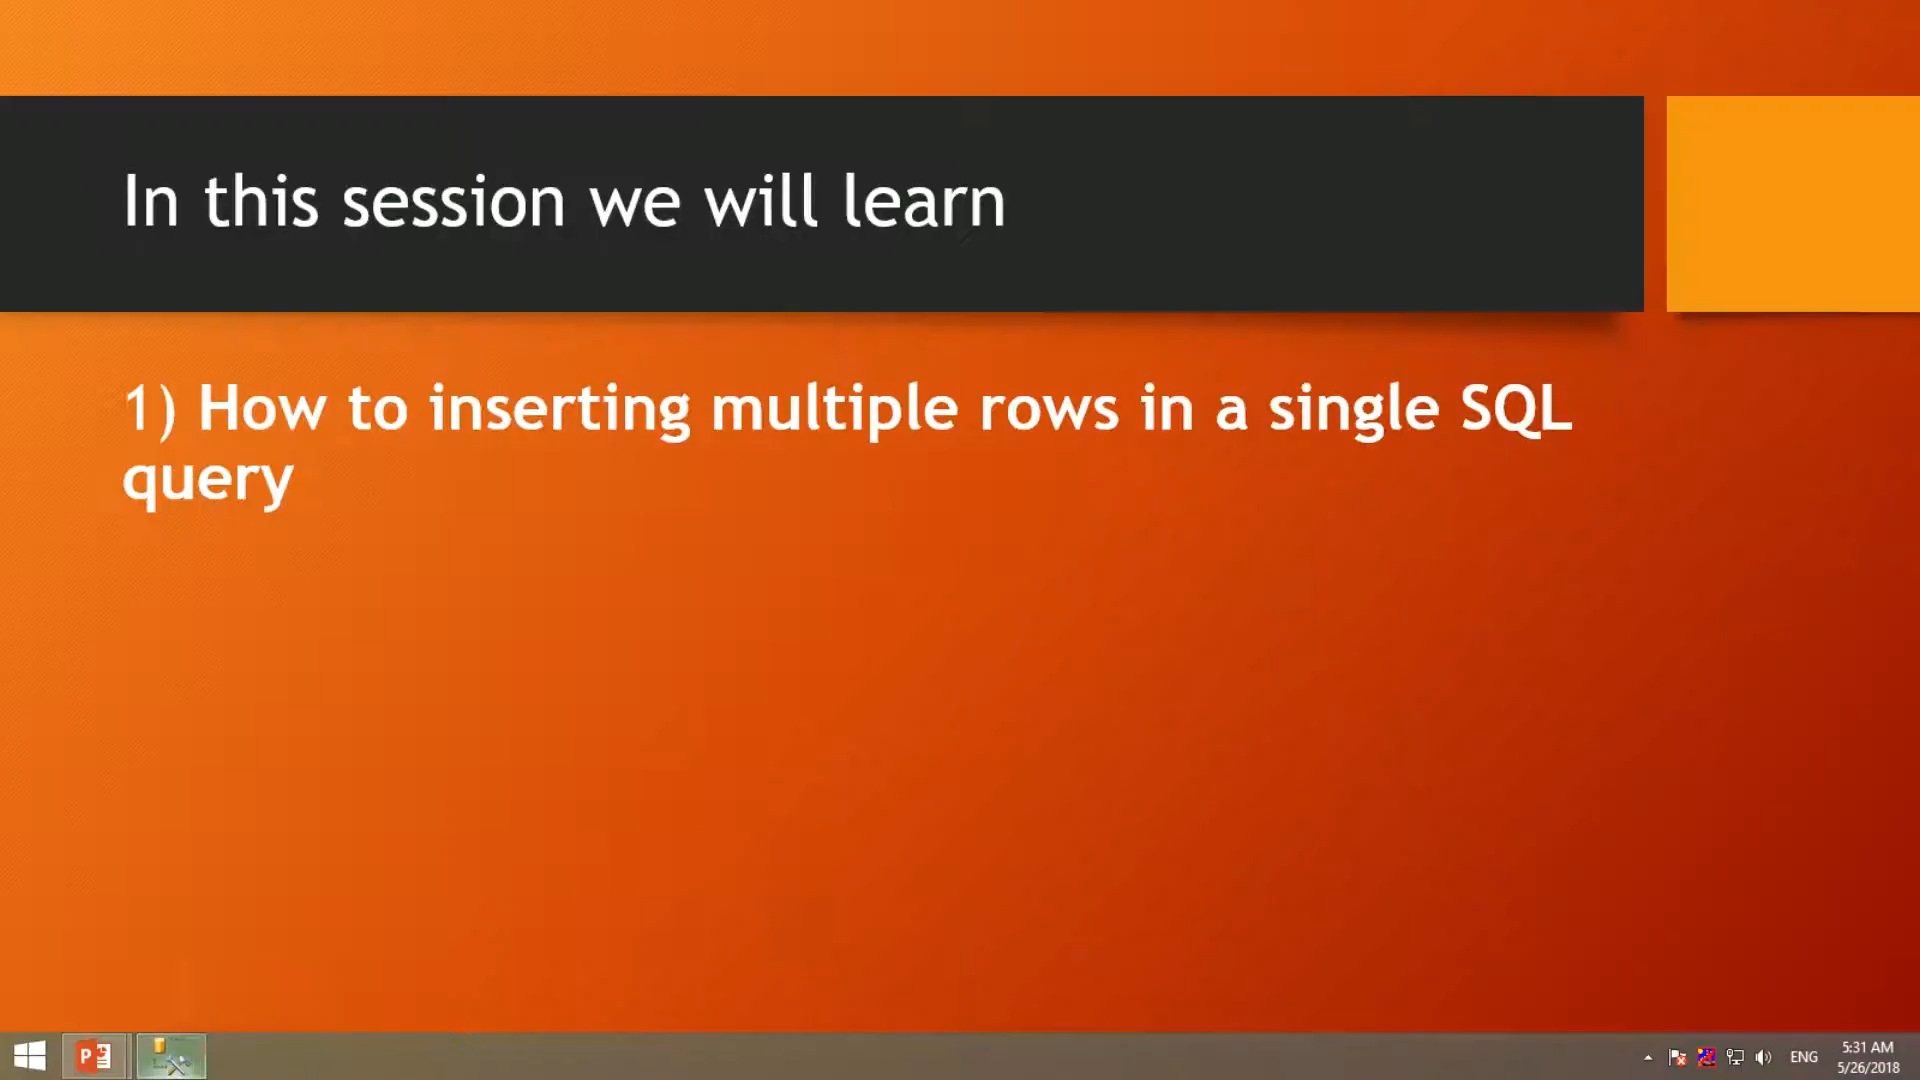 In this session we will learn
1) How to inserting multiple rows in a single SQL
query
ENG
5:31 AM
5/26/2018